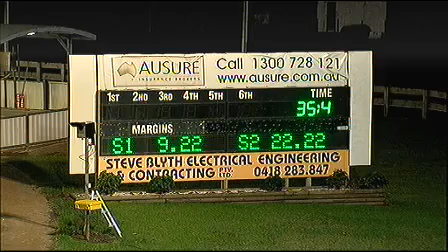 AUSURE Call 1300 728 121
INSURANCE BROKERS www.ausure.com.au
1ST 2ND 3RD 4TH 5TH 6TH TIME
35:4
MARGINS
S1 9.22 S2 22.22
STEVE BLYTH ELECTRICAL ENGINEERING
& CONTRACTING PTY. LTD. 0418 283.847